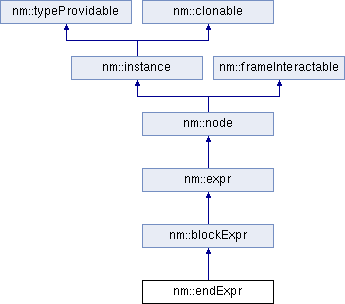 nm::typeProvidable nm::clonable
nm::instance nm::frameInteractable
nm::node
nm::expr
nm::blockExpr
nm::endExpr